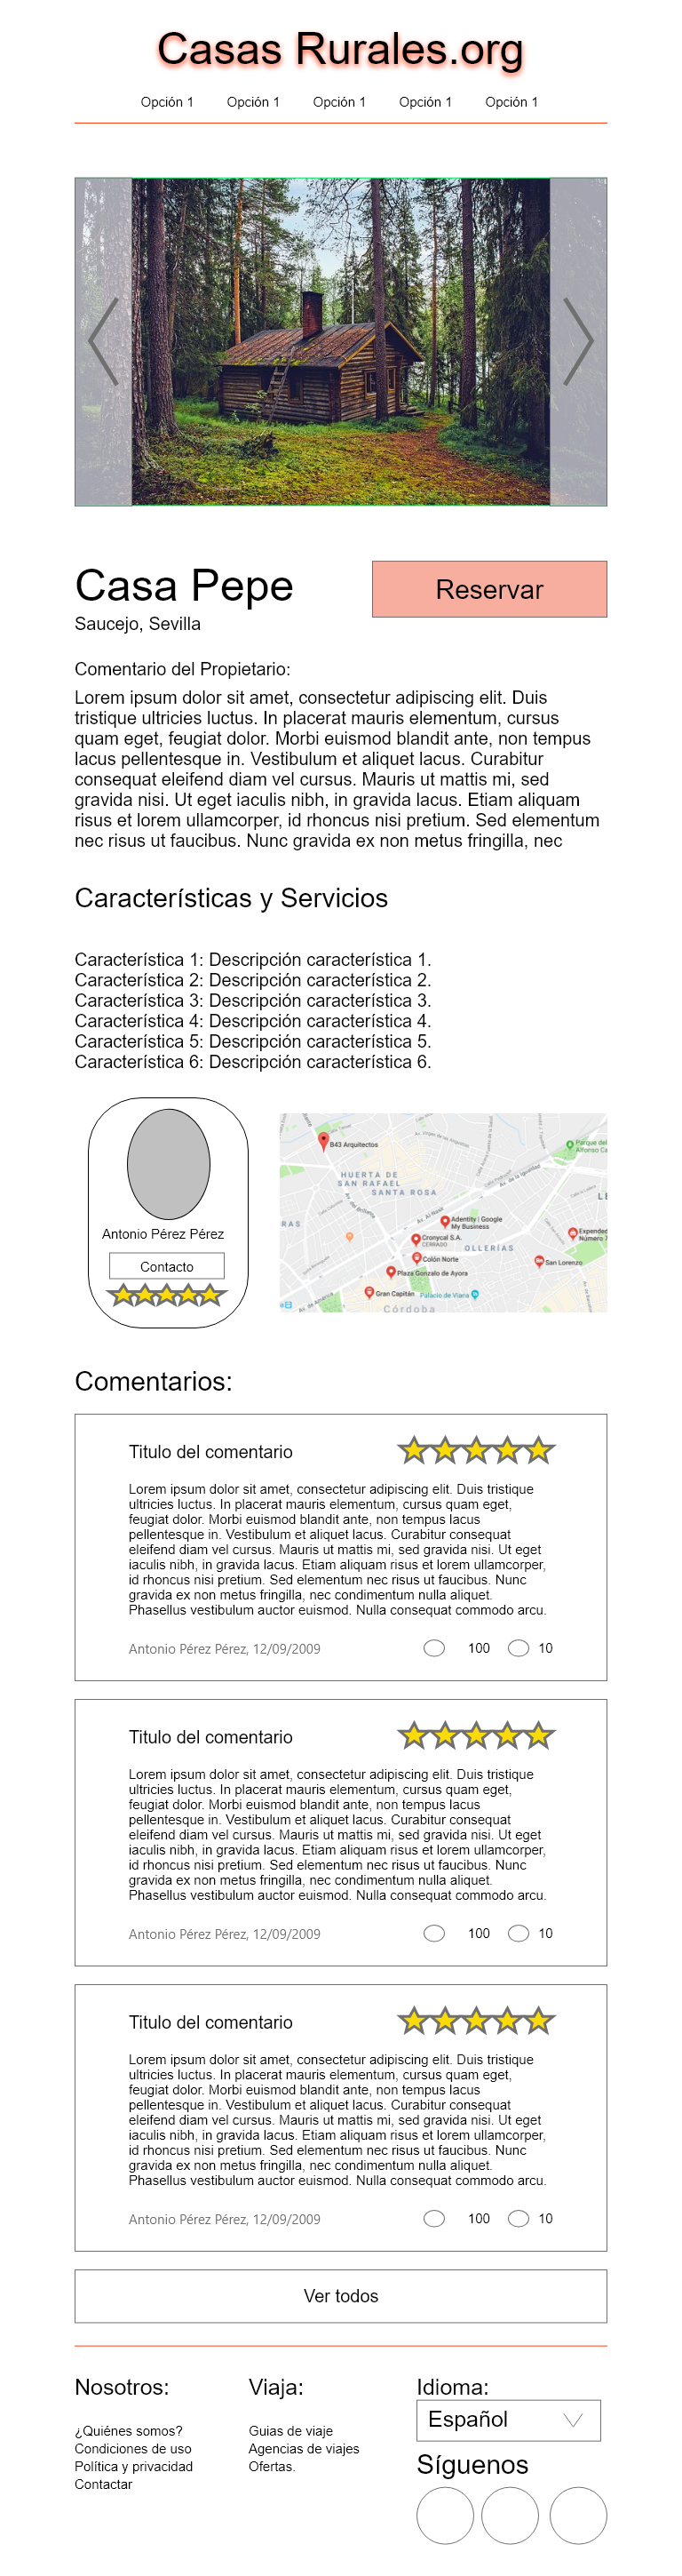 Casas Rurales.org
Opción 1 Opción 1 Opción 1 Opción 1 Opción 1
Casa Pepe
Reservar
Saucejo, Sevilla
Comentario del Propietario:
Lorem ipsum dolor sit amet, consectetur adipiscing elit. Duis
tristique ultricies luctus. In placerat mauris elementum, cursus
quam eget, feugiat dolor. Morbi euismod blandit ante, non tempus
lacus pellentesque in. Vestibulum et aliquet lacus. Curabitur
consequat eleifend diam vel cursus. Mauris ut mattis mi, sed
gravida nisi. Ut eget iaculis nibh, in gravida lacus. Etiam aliquam
risus et lorem ullamcorper, id rhoncus nisi pretium. Sed elementum
nec risus ut faucibus. Nunc gravida ex non metus fringilla, nec
Características y Servicios
Característica 1: Descripción característica 1.
Característica 2: Descripción característica 2.
Característica 3: Descripción característica 3.
Característica 4: Descripción característica 4.
Característica 5: Descripción característica 5.
Característica 6: Descripción característica 6.
Antonio Pérez Pérez
Contacto
B43 Arquitectos
Parque del
Alfonso Ca
HUERTA DE
SAN RAFAEL
SANTA ROSA
Av. de la Igualdad
LE
RAS
Adentity | Google
My Business
Cronycal S.A.
CERRADO
OLLERÍAS
Expended
Número 7
Colón Norte
San Lorenzo
Plaza Gonzalo de Ayora
Gran Capitán
Palacio de Viana
Av. de América
Córdoba
Comentarios:
Titulo del comentario
Lorem ipsum dolor sit amet, consectetur adipiscing elit. Duis tristique
ultricies luctus. In placerat mauris elementum, cursus quam eget,
feugiat dolor. Morbi euismod blandit ante, non tempus lacus
pellentesque in. Vestibulum et aliquet lacus. Curabitur consequat
eleifend diam vel cursus. Mauris ut mattis mi, sed gravida nisi. Ut eget
iaculis nibh, in gravida lacus. Etiam aliquam risus et lorem ullamcorper,
id rhoncus nisi pretium. Sed elementum nec risus ut faucibus. Nunc
gravida ex non metus fringilla, nec condimentum nulla aliquet.
Phasellus vestibulum auctor euismod. Nulla consequat commodo arcu.
Antonio Pérez Pérez, 12/09/2009 100 10
Titulo del comentario
Lorem ipsum dolor sit amet, consectetur adipiscing elit. Duis tristique
ultricies luctus. In placerat mauris elementum, cursus quam eget,
feugiat dolor. Morbi euismod blandit ante, non tempus lacus
pellentesque in. Vestibulum et aliquet lacus. Curabitur consequat
eleifend diam vel cursus. Mauris ut mattis mi, sed gravida nisi. Ut eget
iaculis nibh, in gravida lacus. Etiam aliquam risus et lorem ullamcorper,
id rhoncus nisi pretium. Sed elementum nec risus ut faucibus. Nunc
gravida ex non metus fringilla, nec condimentum nulla aliquet.
Phasellus vestibulum auctor euismod. Nulla consequat commodo arcu.
Antonio Pérez Pérez, 12/09/2009 100 10
Titulo del comentario
Lorem ipsum dolor sit amet, consectetur adipiscing elit. Duis tristique
ultricies luctus. In placerat mauris elementum, cursus quam eget,
feugiat dolor. Morbi euismod blandit ante, non tempus lacus
pellentesque in. Vestibulum et aliquet lacus. Curabitur consequat
eleifend diam vel cursus. Mauris ut mattis mi, sed gravida nisi. Ut eget
iaculis nibh, in gravida lacus. Etiam aliquam risus et lorem ullamcorper,
id rhoncus nisi pretium. Sed elementum nec risus ut faucibus. Nunc
gravida ex non metus fringilla, nec condimentum nulla aliquet.
Phasellus vestibulum auctor euismod. Nulla consequat commodo arcu.
Antonio Pérez Pérez, 12/09/2009 100 10
Ver todos
Nosotros:
¿Quiénes somos?
Condiciones de uso
Política y privacidad
Contactar
Viaja:
Guias de viaje
Agencias de viajes
Ofertas.
Idioma:
Español
Síguenos